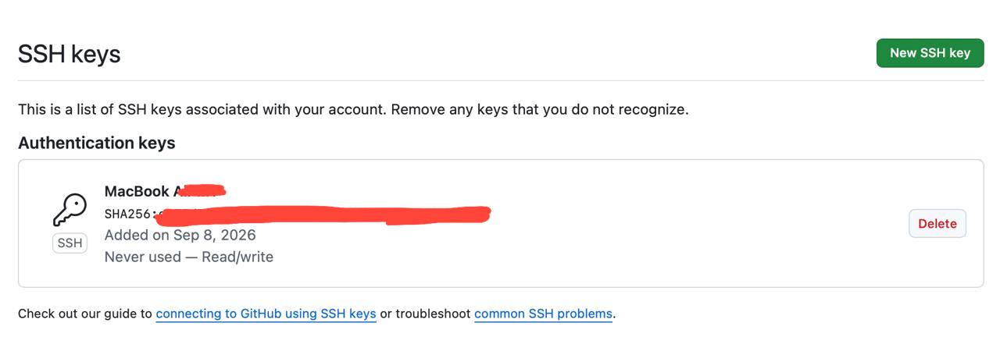 SSH keys
New SSH key
This is a list of SSH keys associated with your account. Remove any keys that you do not recognize.
Authentication keys
MacBook
SHA256:
Added on Sep 8, 2026
Never used — Read/write
SSH
Delete
Check out our guide to connecting to GitHub using SSH keys or troubleshoot common SSH problems.